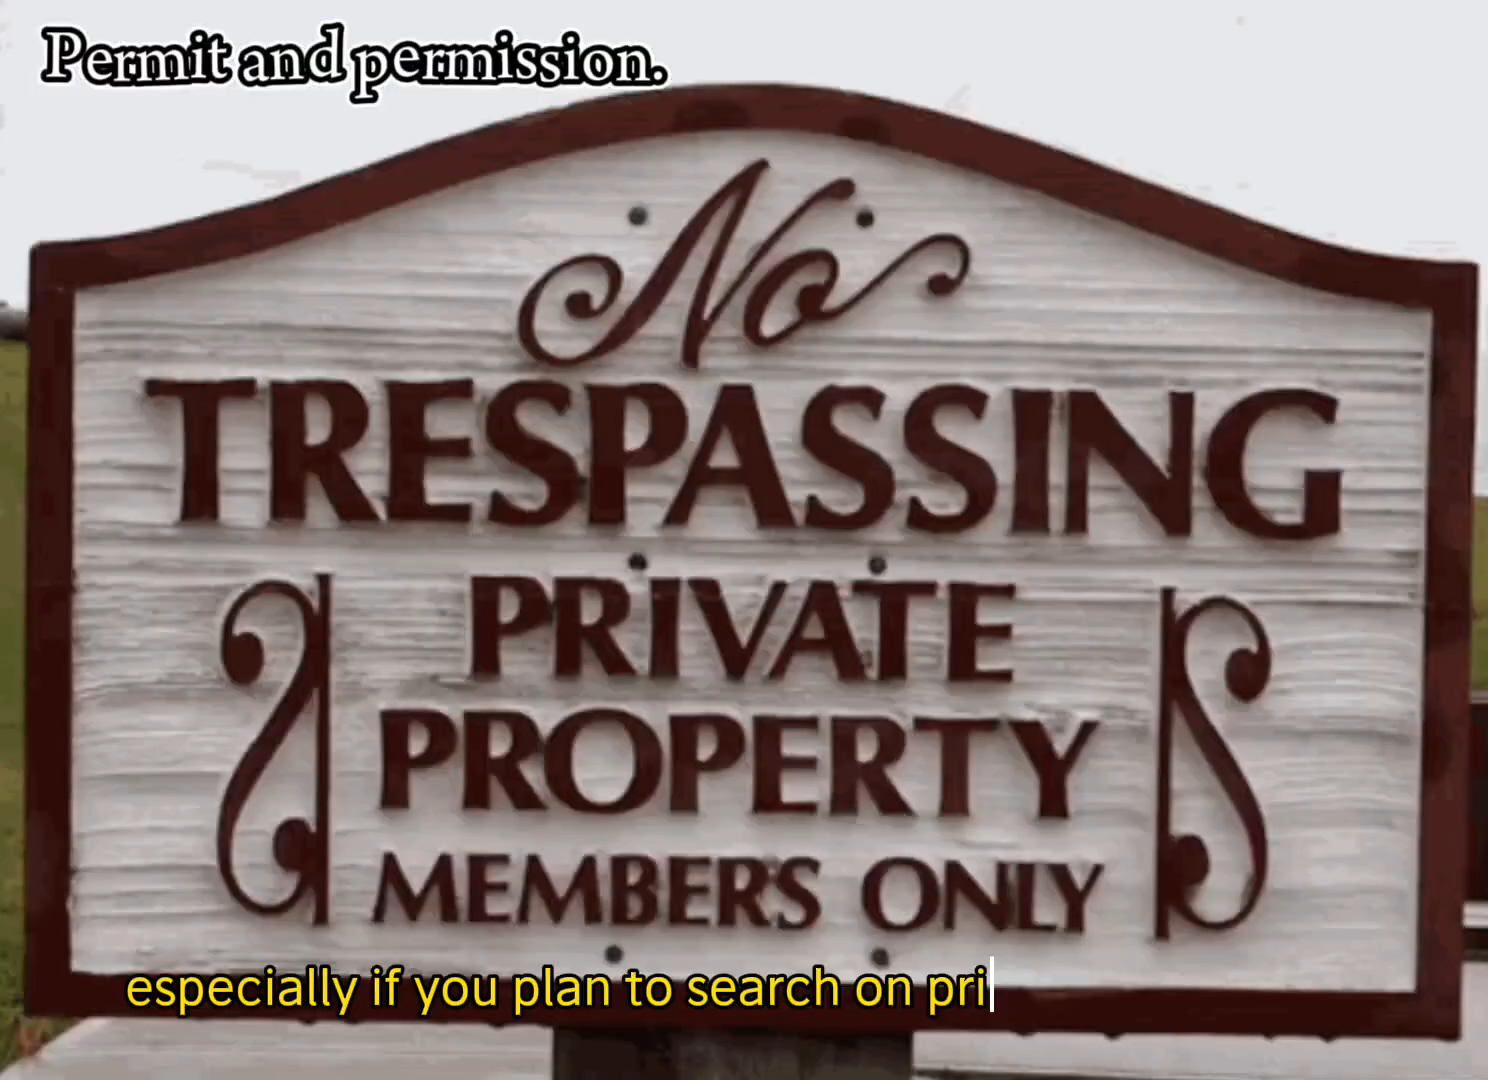 Permit and permission.
No
TRESPASSING
PRIVATE
PROPERTY
MEMBERS ONLY
especially if you plan to search on pri